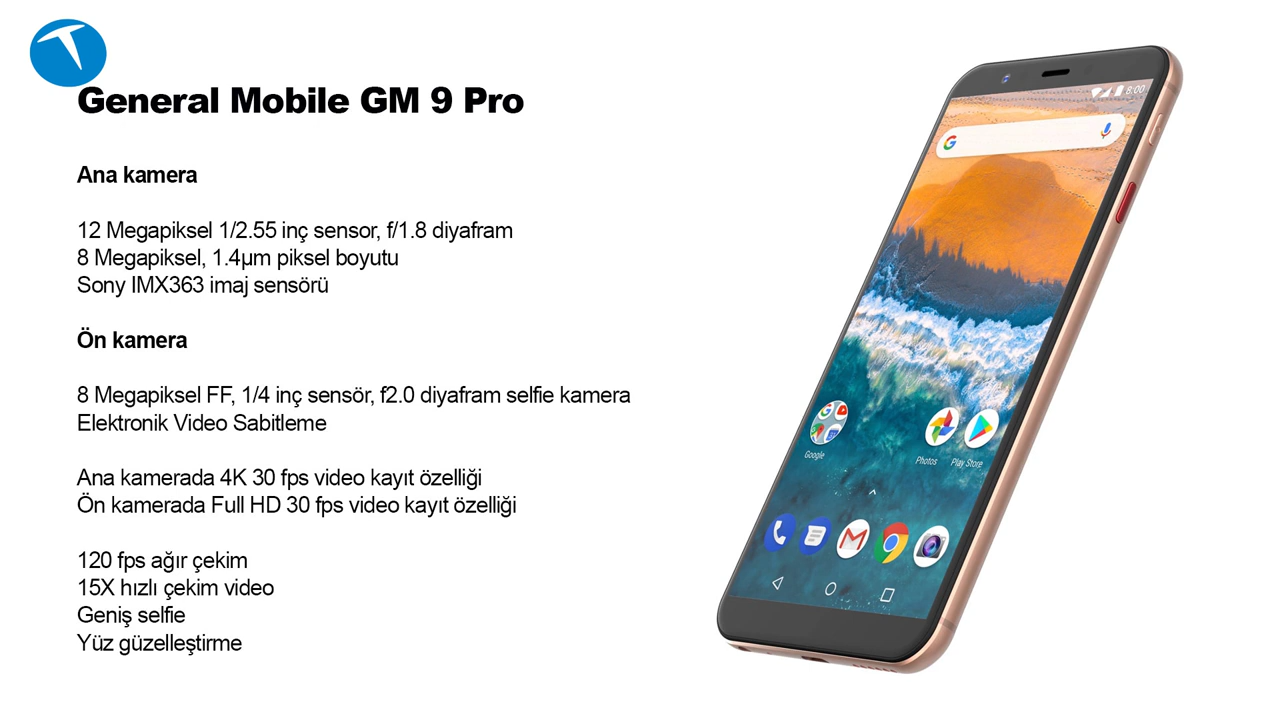 General Mobile GM 9 Pro
Ana kamera
12 Megapiksel 1/2.55 inç sensor, f/1.8 diyafram
8 Megapiksel, 1.4µm piksel boyutu
Sony IMX363 imaj sensörü
Ön kamera
8 Megapiksel FF, 1/4 inç sensör, f2.0 diyafram selfie kamera
Elektronik Video Sabitleme
Ana kamerada 4K 30 fps video kayıt özelliği
Ön kamerada Full HD 30 fps video kayıt özelliği
120 fps ağır çekim
15X hızlı çekim video
Geniş selfie
Yüz güzelleştirme
8:00
Google
Photos
Play Store